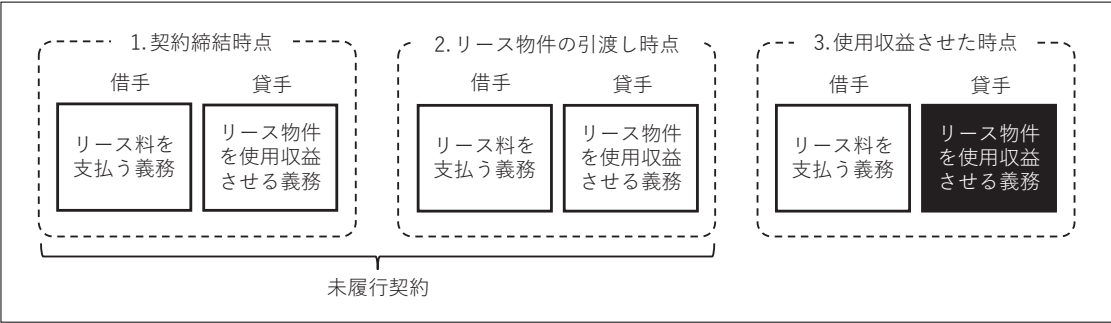 1.契約締結時点
借手
貸手
リース料を
支払う義務
リース物件
を使用収益
させる義務
2.リース物件の引渡し時点
借手
貸手
リース料を
支払う義務
リース物件
を使用収益
させる義務
3.使用収益させた時点
借手
貸手
リース料を
支払う義務
リース物件
を使用収益
させる義務
未履行契約